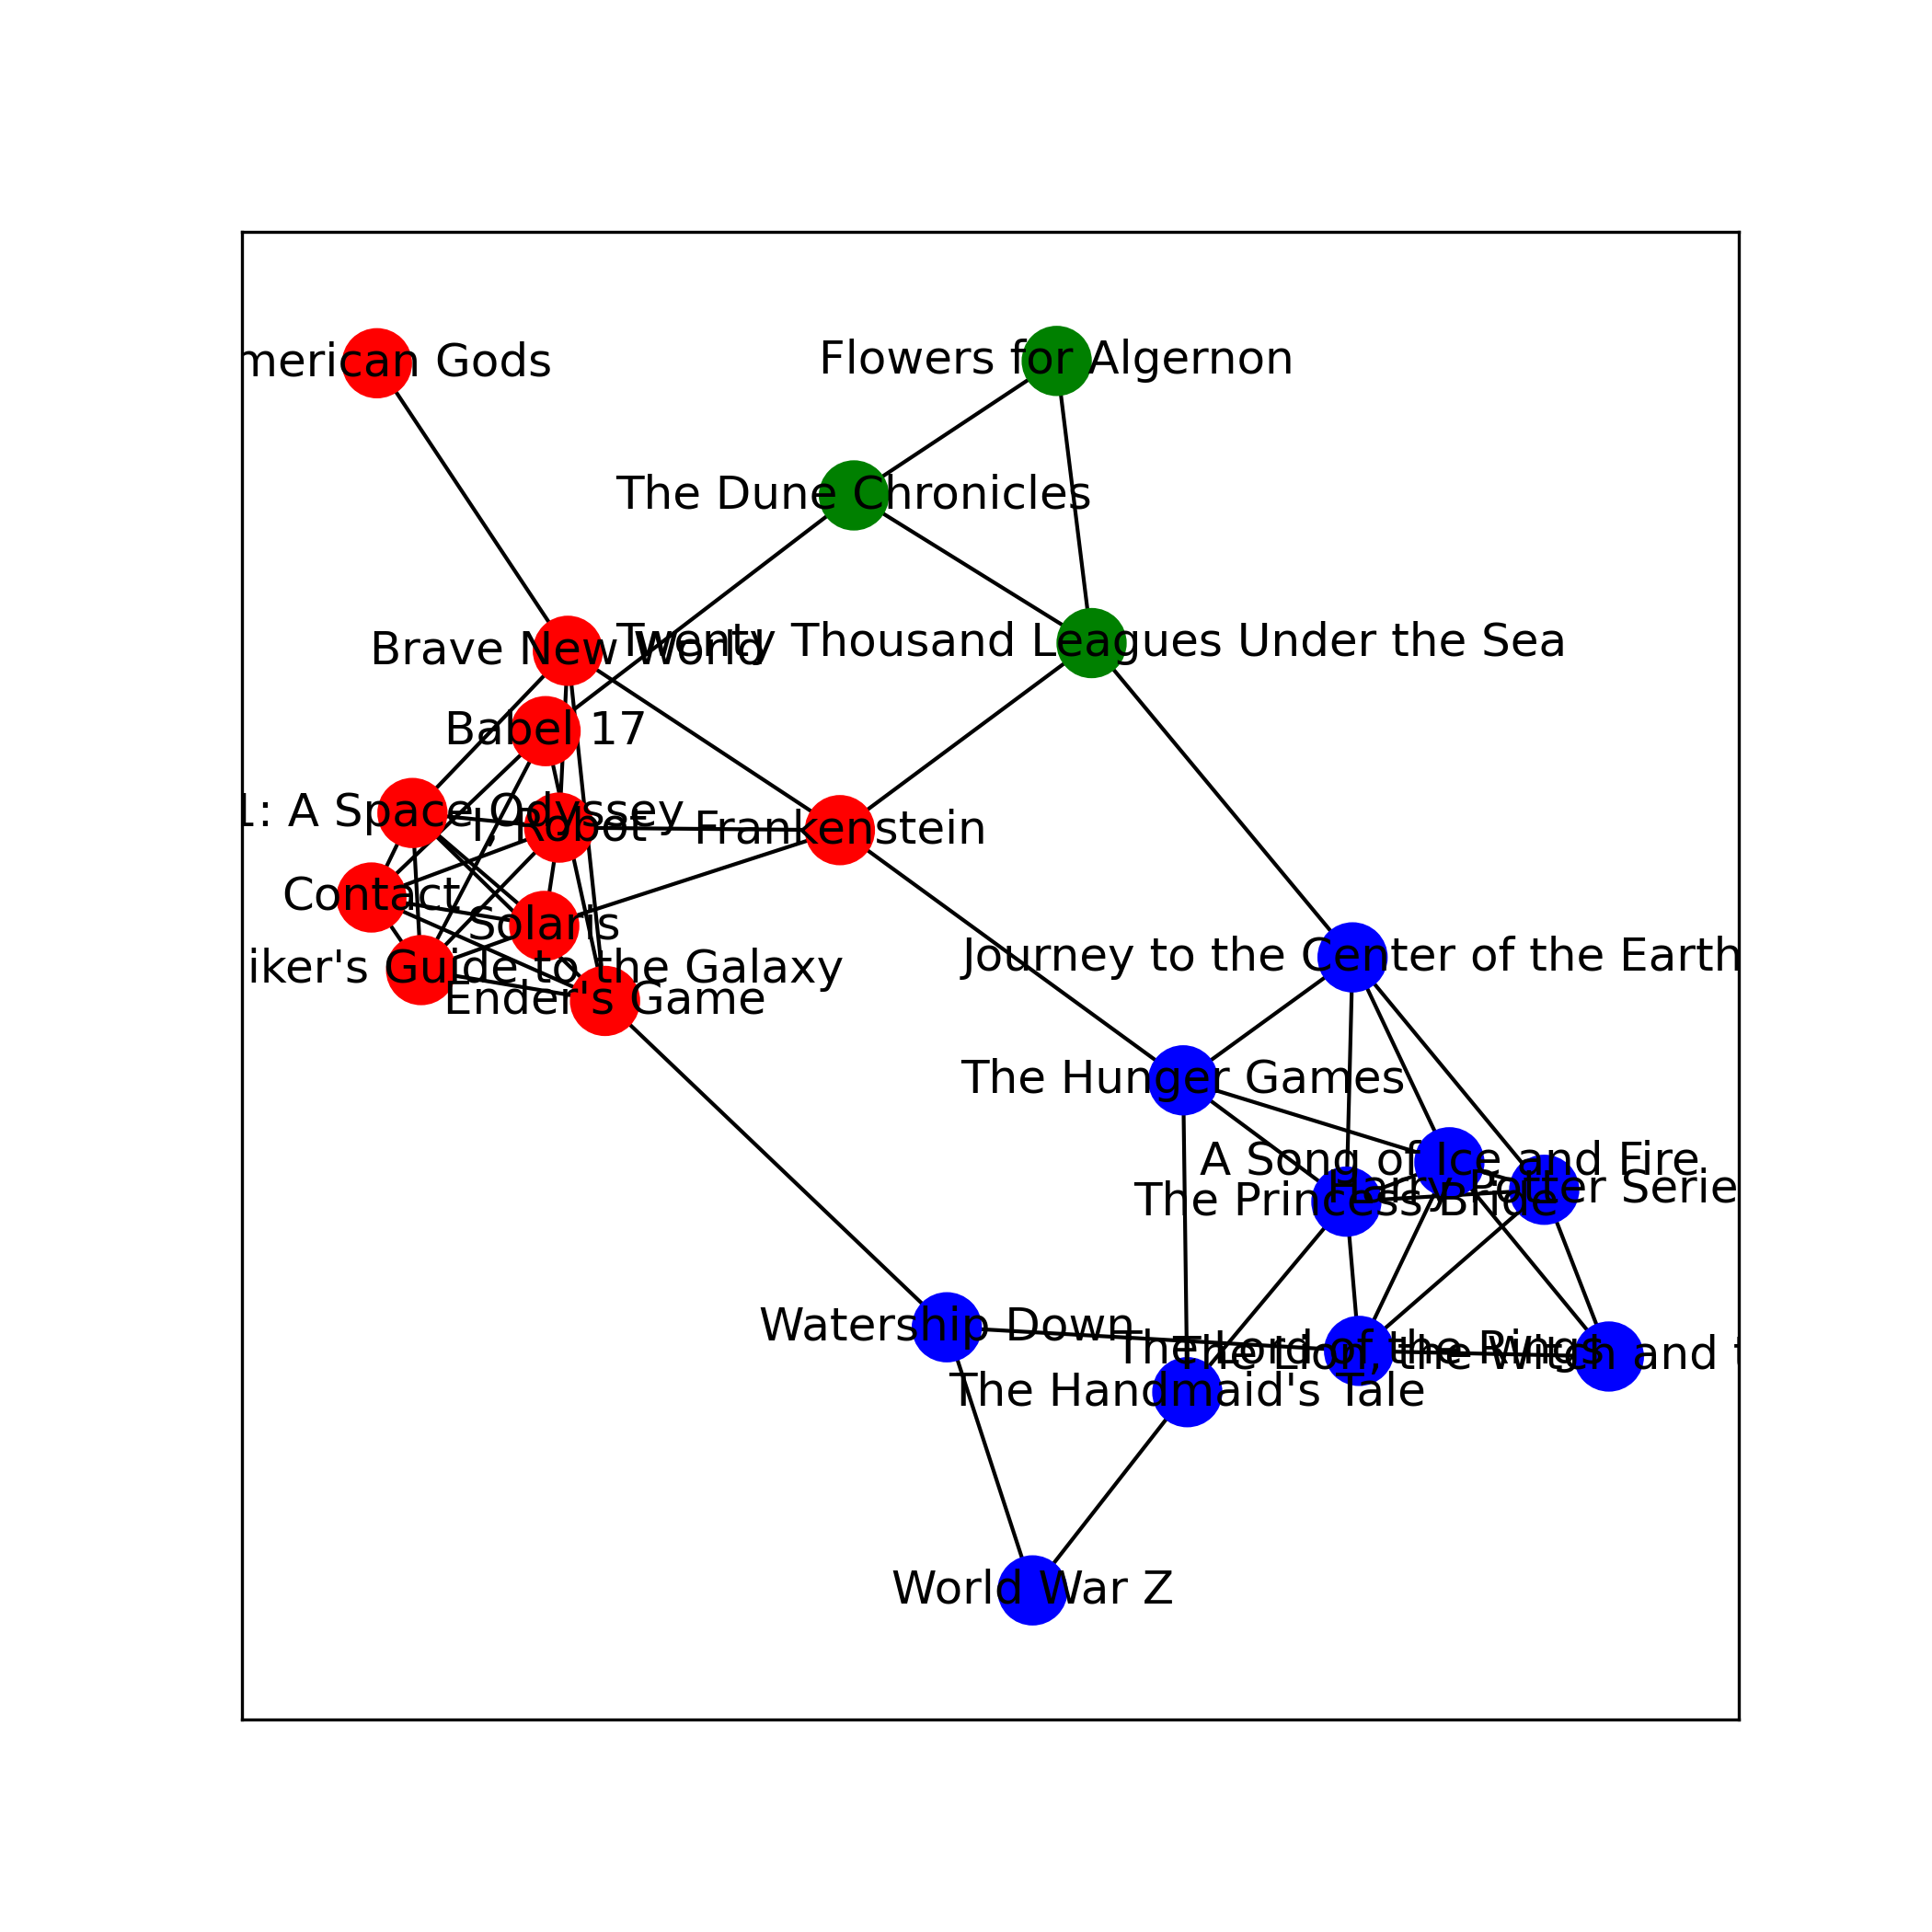 merican Gods
Flowers for Algernon
The Dune Chronicles
Brave New World
Twenty Thousand Leagues Under the Sea
Babel 17
1: A Space Odyssey
I, Robot
Frankenstein
Contact
Solaris
iker's Guide to the Galaxy
Ender's Game
Journey to the Center of the Earth
The Hunger Games
A Song of Ice and Fire
Harry Potter Serie
The Princess Bride
Watership Down
The Lord of the Rings
The Lion, the Witch and t
The Handmaid's Tale
World War Z